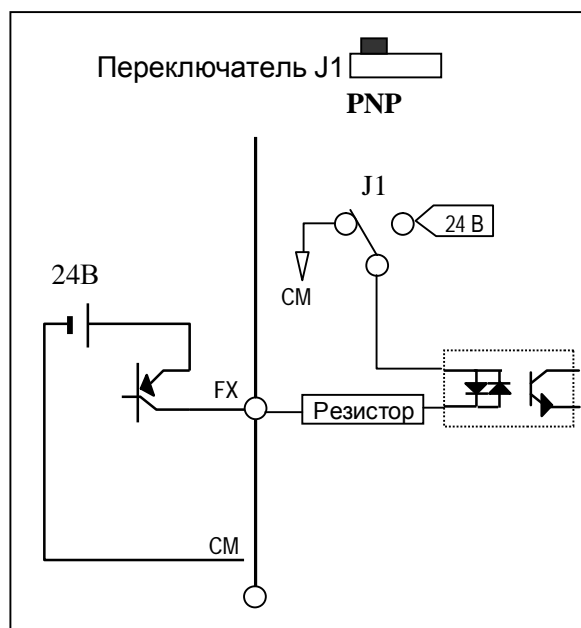 Переключатель J1
PNP
J1
24 В
CM
24В
FX
Резистор
CM